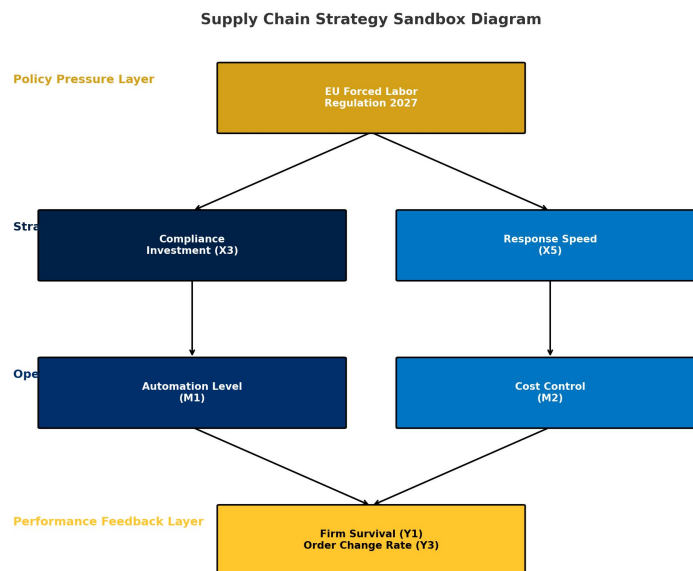 Supply Chain Strategy Sandbox Diagram
Policy Pressure Layer
EU Forced Labor
Regulation 2027
Stra
Compliance
Investment (X3)
Response Speed
(X5)
Ope
Automation Level
(M1)
Cost Control
(M2)
Performance Feedback Layer
Firm Survival (Y1)
Order Change Rate (Y3)